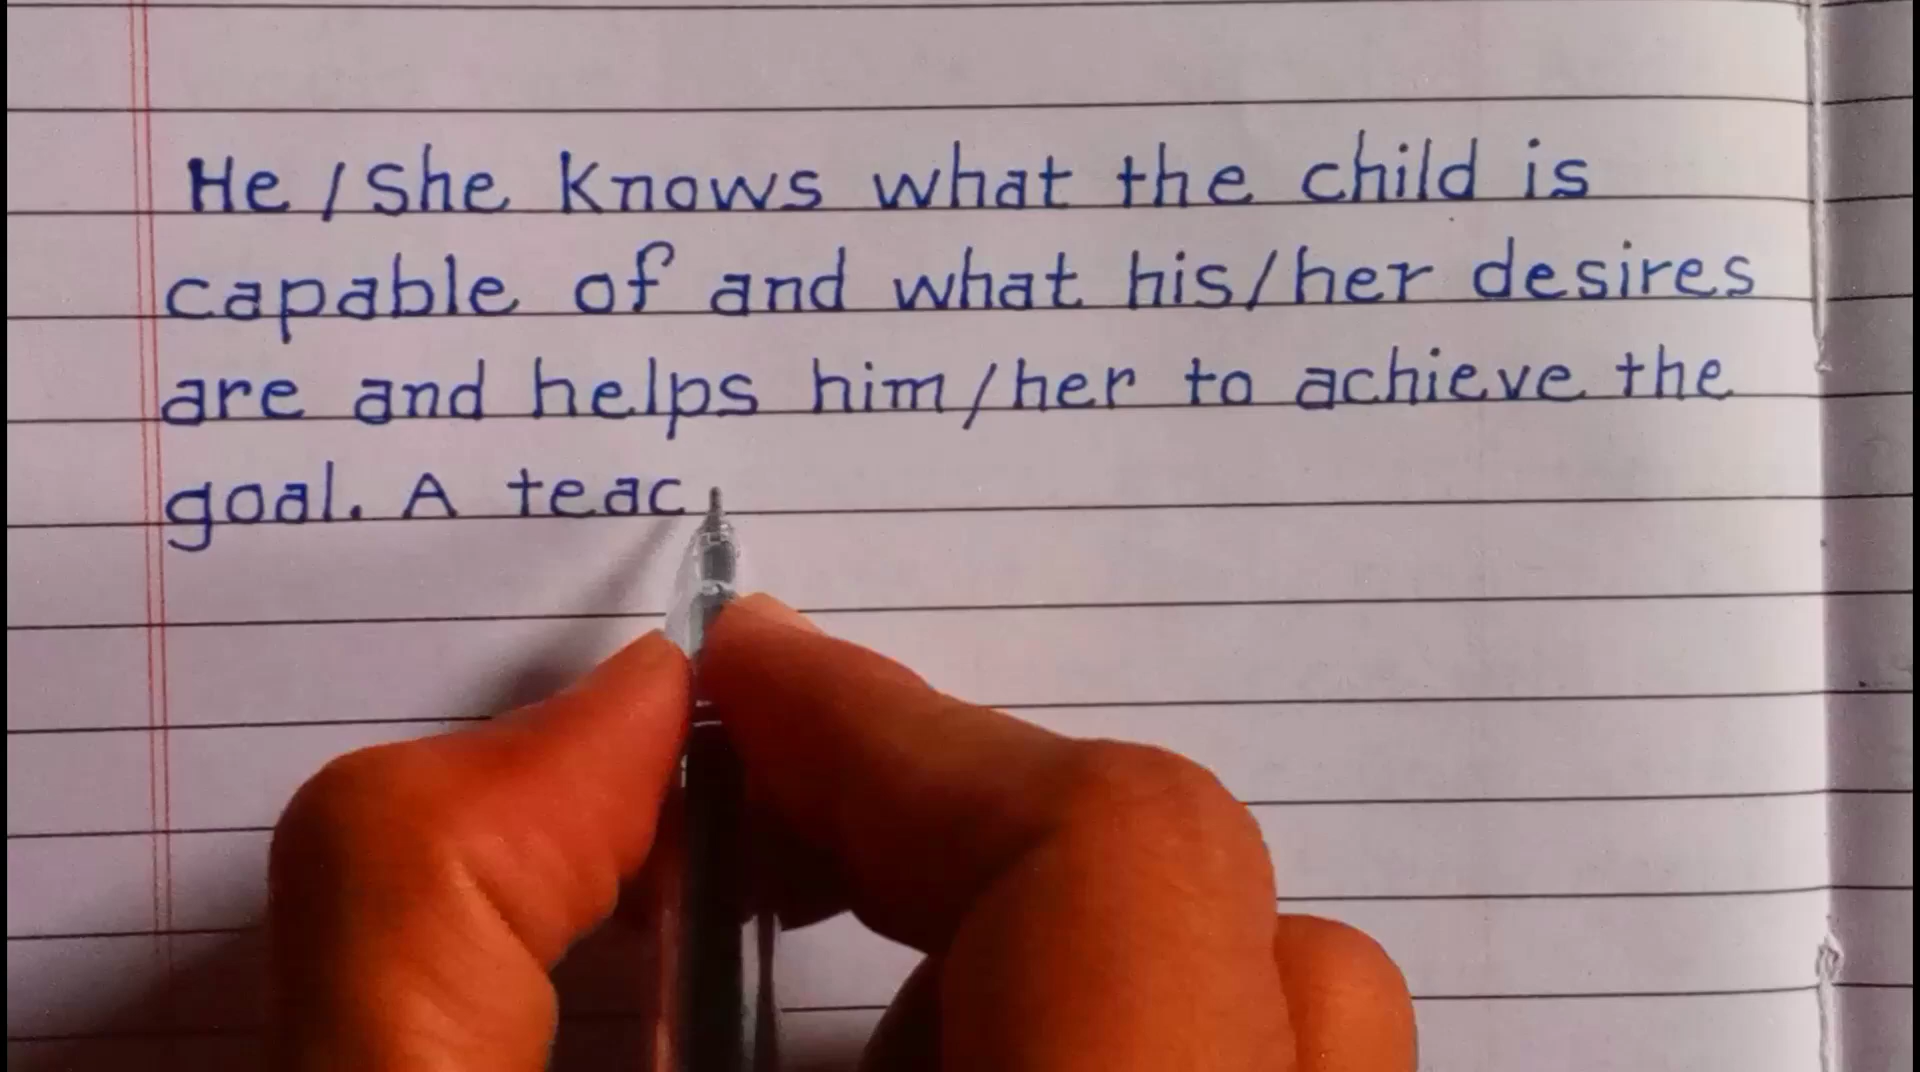 He / She Knows what the child is
capable of and what his/her desires
are and helps him/her to achieve the
goal. A teac